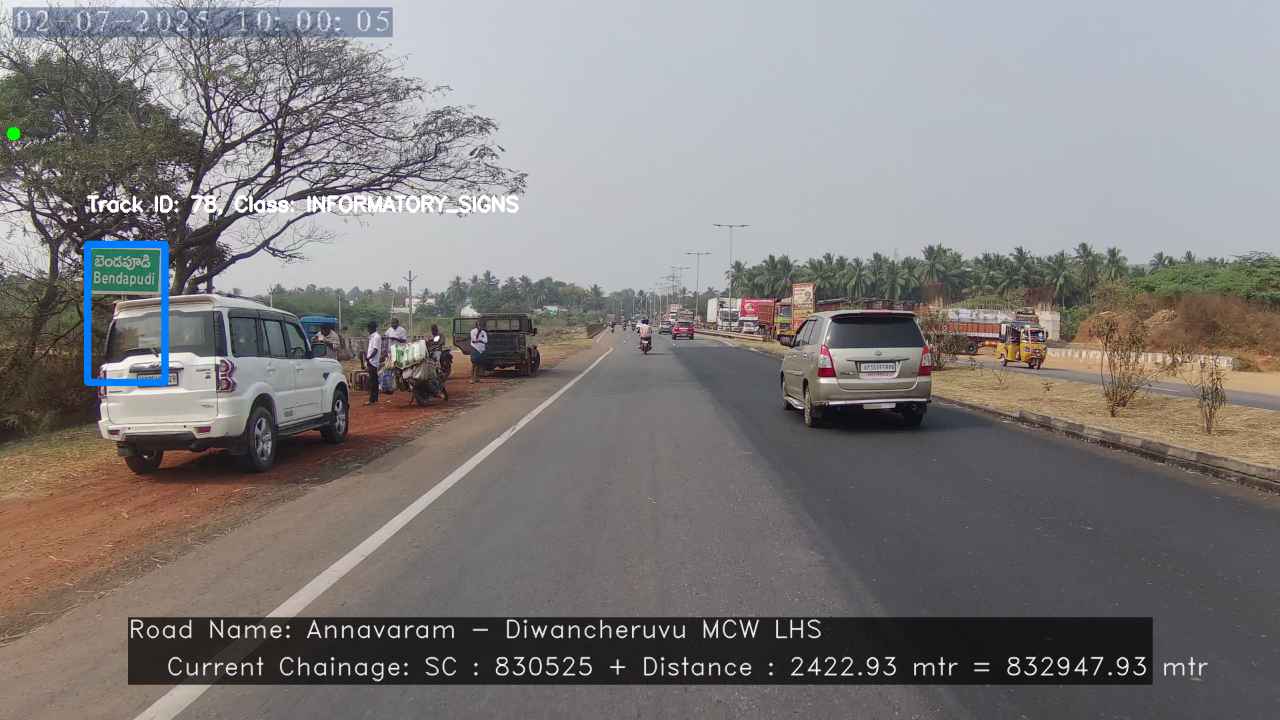 02-07-2025 10:00:05
Track ID: 78, Class: INFORMATORY_SIGNS
బెండపూడి
Bendapudi
Road Name: Annavaram - Diwancheruvu MCW LHS
Current Chainage: SC : 830525 + Distance : 2422.93 mtr = 832947.93 mtr